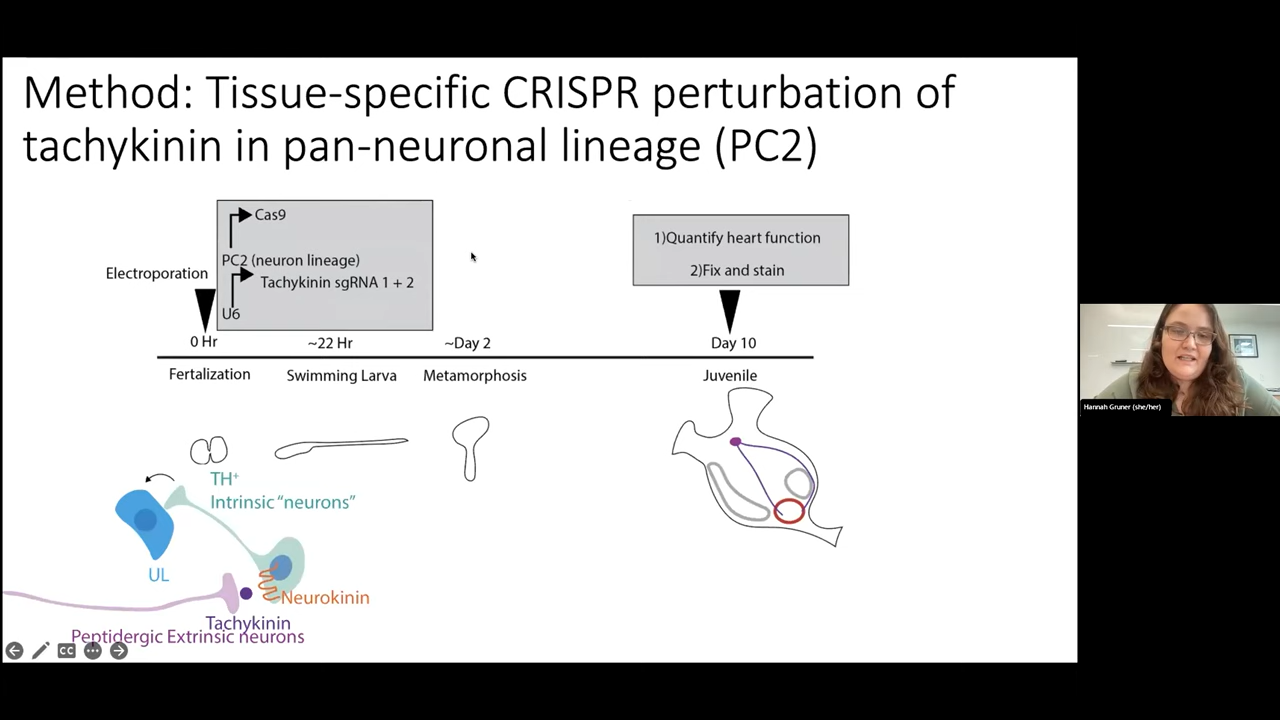 Method: Tissue-specific CRISPR perturbation of
tachykinin in pan-neuronal lineage (PC2)
Cas9
PC2 (neuron lineage)
Tachykinin sgRNA 1 + 2
U6
Electroporation
1)Quantify heart function
2)Fix and stain
0 Hr
~22 Hr
~Day 2
Day 10
Fertalization
Swimming Larva
Metamorphosis
Juvenile
TH+
Intrinsic “neurons”
UL
Neurokinin
Tachykinin
Peptidergic Extrinsic neurons
CC
Hannah Gruner (she/her)